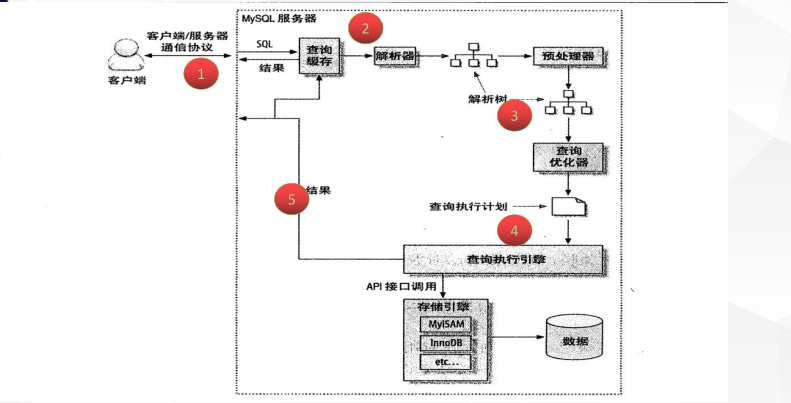 MySQL 服务器
客户端/服务器
通信协议
1
客户端
SQL
结果
查询
缓存
2
解析器
预处理器
解析树
3
查询
优化器
查询执行计划
4
5
结果
查询执行引擎
API 接口调用
存储引擎
MyISAM
InnoDB
etc...
数据